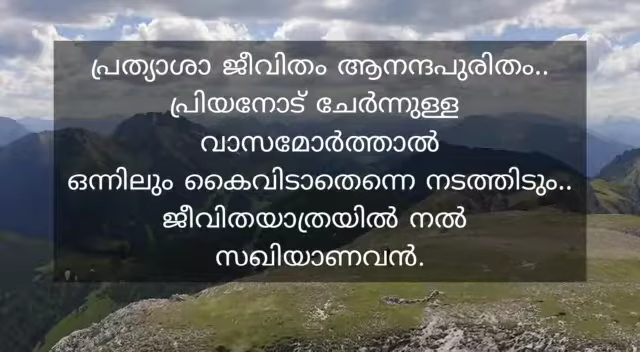 പ്രത്യാശാ ജീവിതം ആനന്ദപുരിതം..
പ്രിയനോട് ചേർന്നുള്ള
വാസമോർത്താൽ
ഒന്നിലും കൈവിടാതെന്നെ നടത്തിടും..
ജീവിതയാത്രയിൽ നൽ
സഖിയാണവൻ.